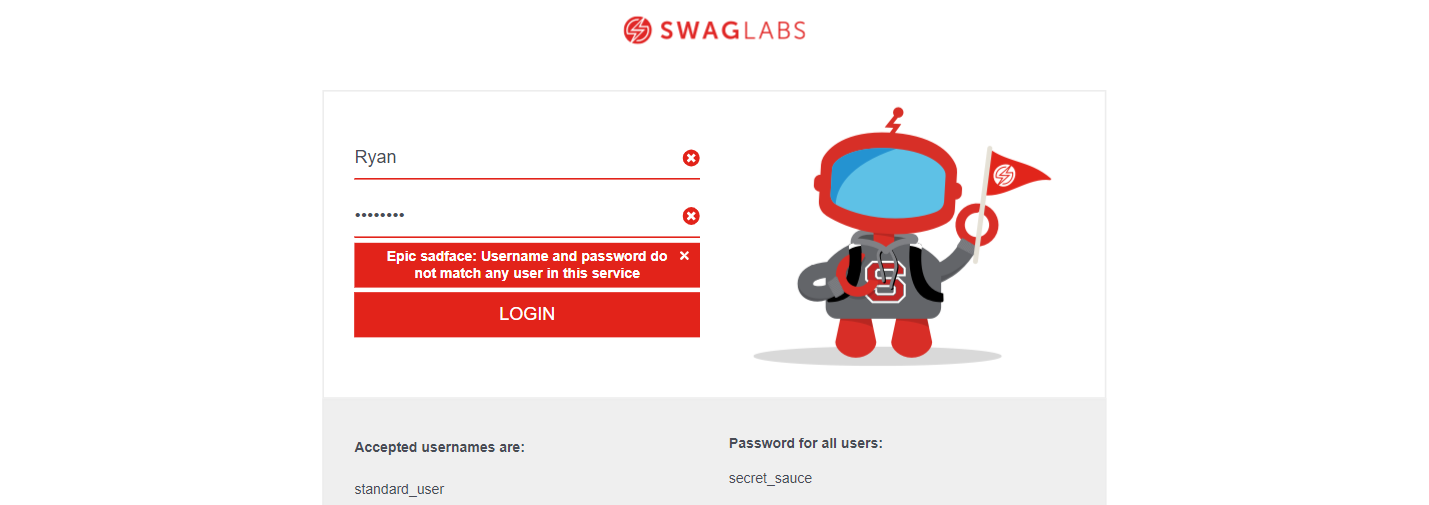 SWAGLABS
Ryan
••••••••
Epic sadface: Username and password do
not match any user in this service
LOGIN
S
Accepted usernames are:
standard_user
Password for all users:
secret_sauce